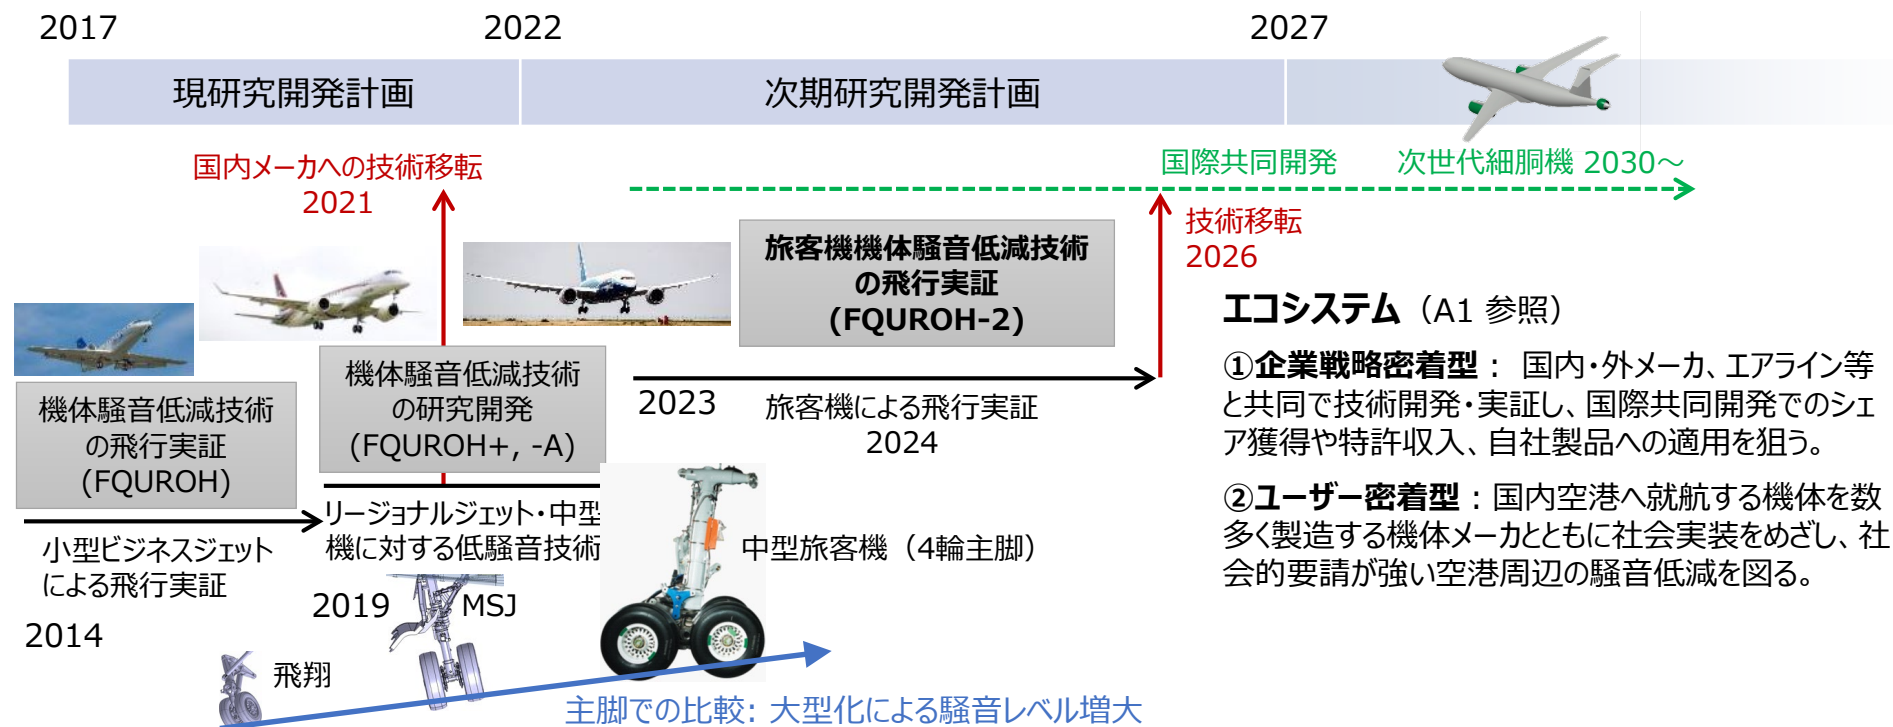 2017
2022
2027
現研究開発計画
次期研究開発計画
国内メーカへの技術移転
2021
国際共同開発
次世代細胴機 2030～
技術移転
2026
旅客機機体騒音低減技術
の飛行実証
(FQUROH-2)
機体騒音低減技術
の研究開発
(FQUROH+, -A)
機体騒音低減技術
の飛行実証
(FQUROH)
2023
旅客機による飛行実証
2024
リージョナルジェット・中型
機に対する低騒音技術
小型ビジネスジェット
による飛行実証
2014
2019
MSJ
飛翔
中型旅客機（4輪主脚）
主脚での比較: 大型化による騒音レベル増大
エコシステム（A1 参照）
①企業戦略密着型： 国内・外メーカ、エアライン等
と共同で技術開発・実証し、国際共同開発でのシェ
ア獲得や特許収入、自社製品への適用を狙う。
②ユーザー密着型：国内空港へ就航する機体を数
多く製造する機体メーカとともに社会実装をめざし、社
会的要請が強い空港周辺の騒音低減を図る。